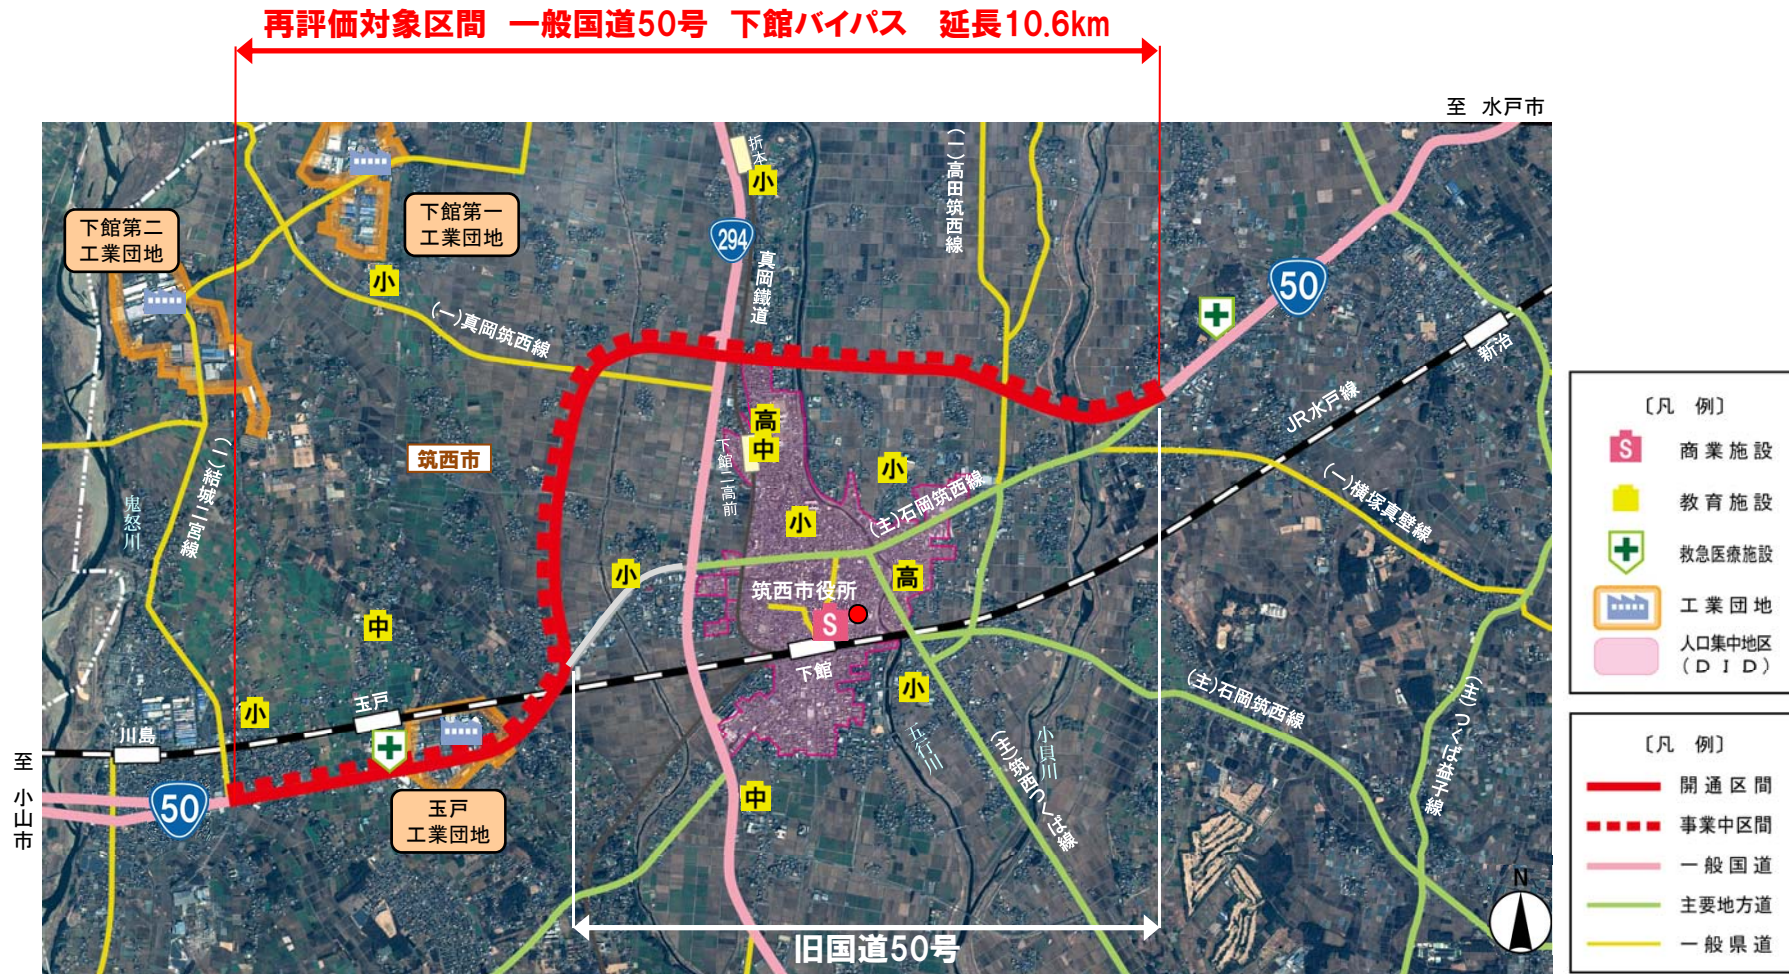 再評価対象区間 一般国道50号 下館バイパス 延長10.6km
至 水戸市
折本
小
(一)高田筑西線
下館第一
工業団地
下館第二
工業団地
294
真岡鐵道
小
50
(一)真岡筑西線
新治
JR水戸線
高
中
筑西市
下館二高前
小
(主)石岡筑西線
(一)横塚真壁線
(一)結城二宮線
鬼怒川
小
小
高
筑西市役所
中
S
下館
小
(主)石岡筑西線
(主)つくば益子線
玉戸
小
川島
五行川
小貝川
(主)筑西つくば線
至 小山市
50
中
玉戸
工業団地
旧国道50号
N
〔凡 例〕
S 商業施設
教育施設
救急医療施設
工業団地
人口集中地区
(DID)
〔凡 例〕
開通区間
事業中区間
一般国道
主要地方道
一般県道